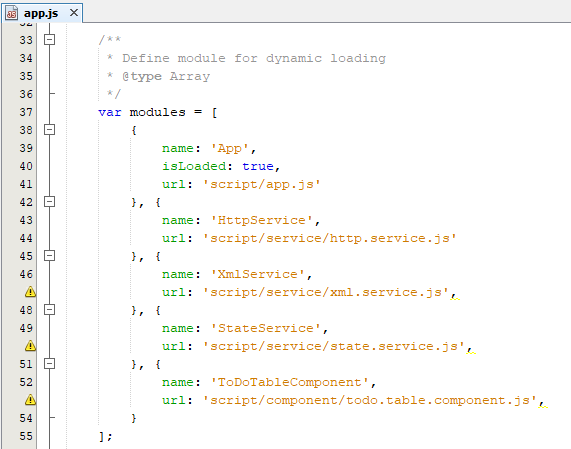 app.js
32
33 /**
34 * Define module for dynamic loading
35 * @type Array
36 */
37 var modules = [
38 {
39 name: 'App',
40 isLoaded: true,
41 url: 'script/app.js'
42 }, {
43 name: 'HttpService',
44 url: 'script/service/http.service.js'
45 }, {
46 name: 'XmlService',
url: 'script/service/xml.service.js',
48 }, {
49 name: 'StateService',
url: 'script/service/state.service.js',
51 }, {
52 name: 'ToDoTableComponent',
url: 'script/component/todo.table.component.js',
54 }
55 ];